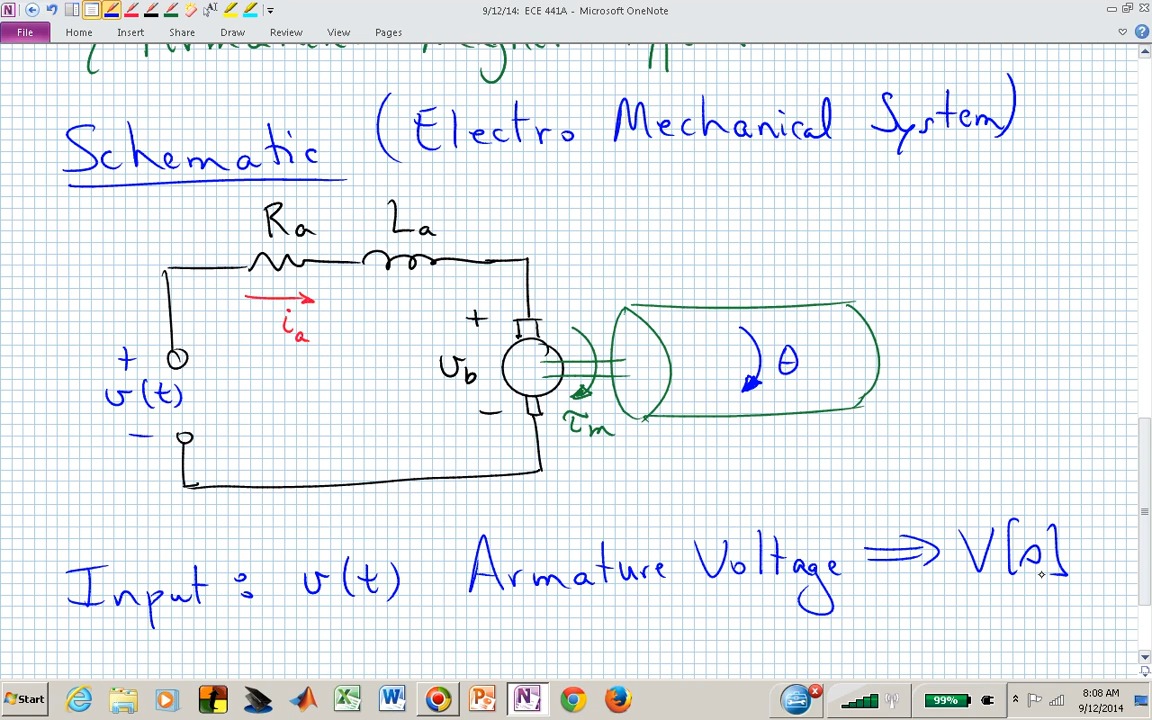 9/12/14: ECE 441A - Microsoft OneNote
File Home Insert Share Draw Review View Pages
Schematic (Electro Mechanical System)
Ra La
ia
+
v(t)
−
+
vb
−
τm
θ
Input : v(t) Armature Voltage ⇒ V[s]
Start
99%
8:08 AM
9/12/2014